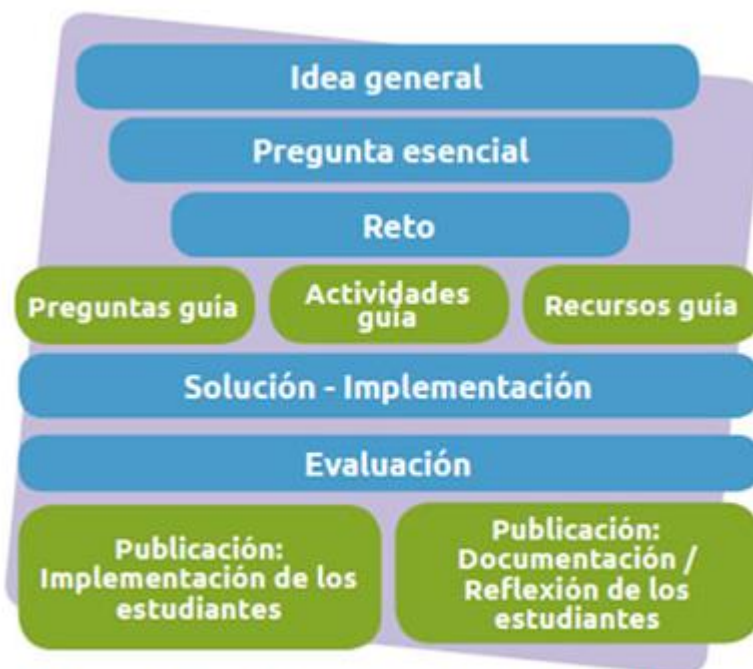 Idea general
Pregunta esencial
Reto
Preguntas guía
Actividades
guía
Recursos guía
Solución - Implementación
Evaluación
Publicación:
Implementación de los
estudiantes
Publicación:
Documentación /
Reflexión de los
estudiantes